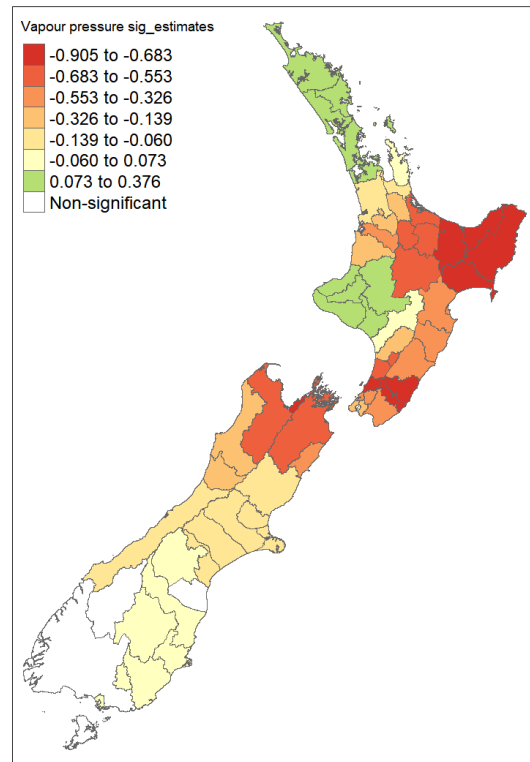 Vapour pressure sig_estimates
-0.905 to -0.683
-0.683 to -0.553
-0.553 to -0.326
-0.326 to -0.139
-0.139 to -0.060
-0.060 to 0.073
0.073 to 0.376
Non-significant